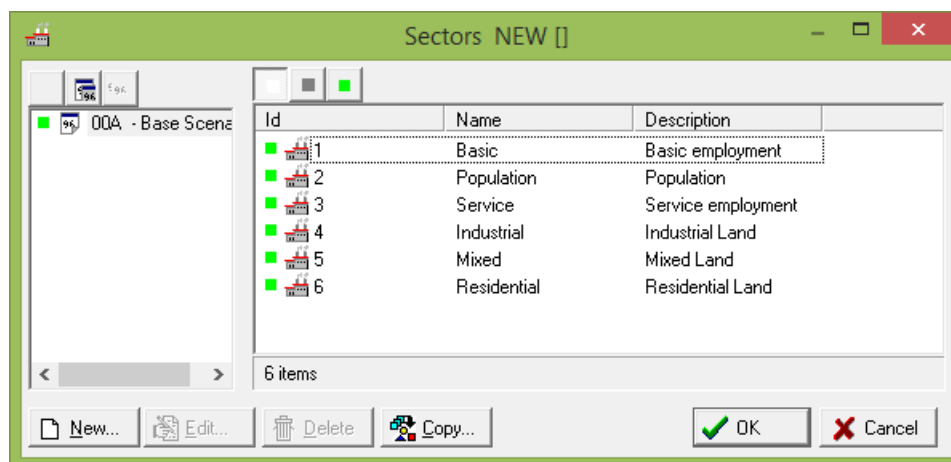 Sectors NEW []
00A - Base Scena
Id Name Description
1 Basic Basic employment
2 Population Population
3 Service Service employment
4 Industrial Industrial Land
5 Mixed Mixed Land
6 Residential Residential Land
6 items
New... Edit... Delete Copy... OK Cancel